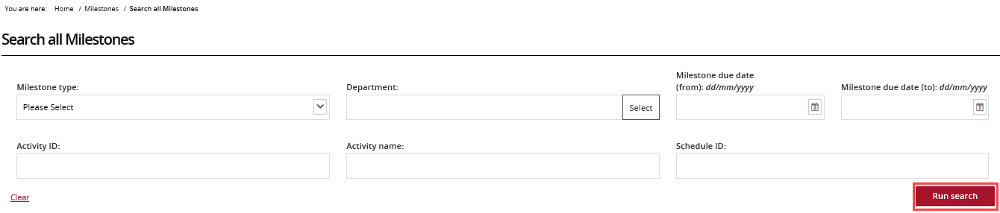 You are here: Home / Milestones / Search all Milestones
Search all Milestones
Milestone type:
Please Select
Department:
Select
Milestone due date
(from): dd/mm/yyyy
Milestone due date (to): dd/mm/yyyy
Activity ID:
Activity name:
Schedule ID:
Clear
Run search